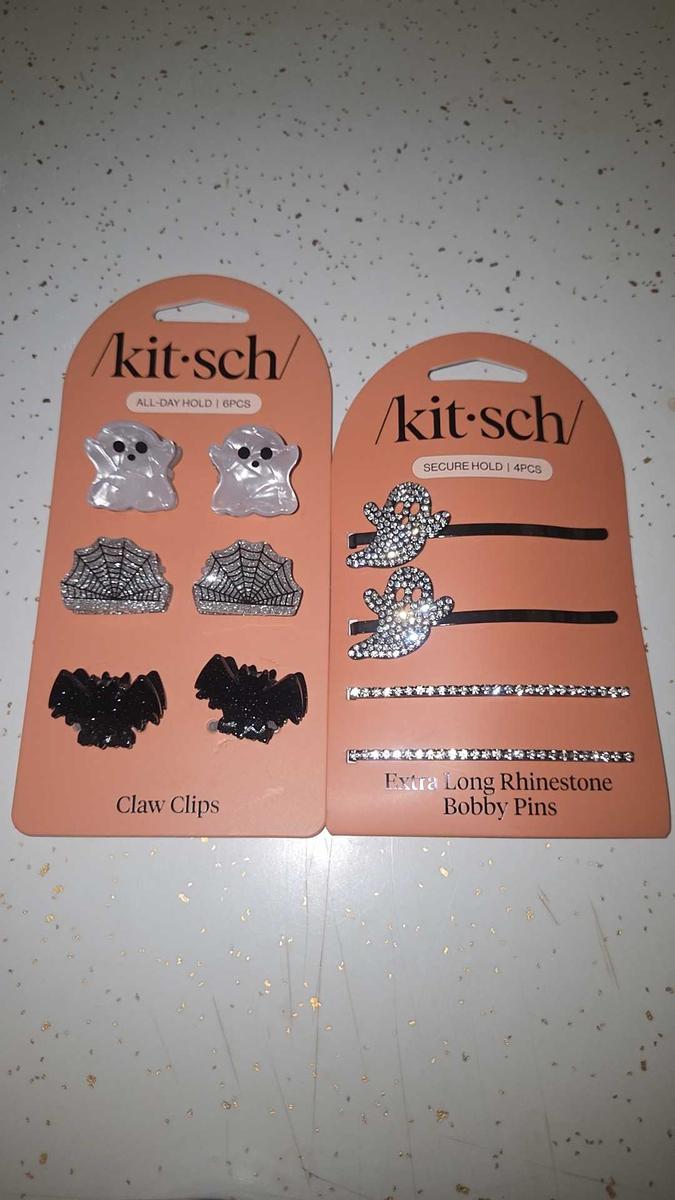 /kit·sch/
ALL-DAY HOLD | 6PCS
Claw Clips
/kit·sch/
SECURE HOLD | 4PCS
Extra Long Rhinestone
Bobby Pins